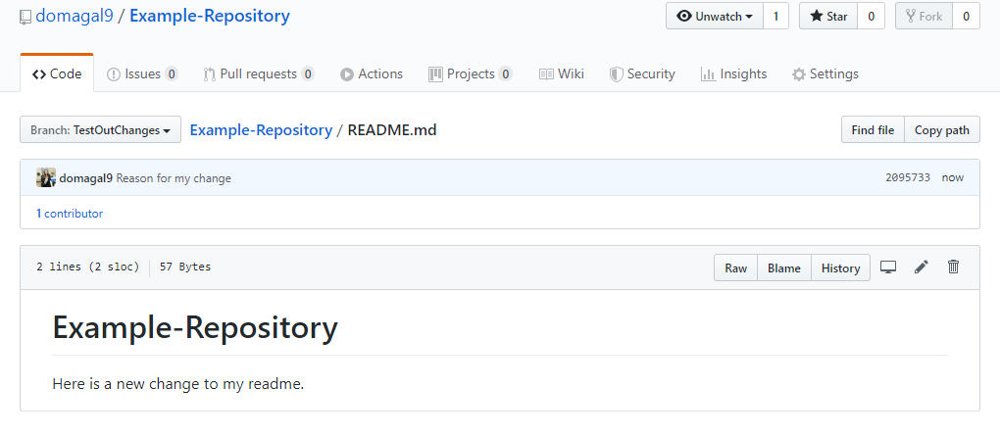 domagal9 / Example-Repository Unwatch 1 Star 0 Fork 0
Code Issues 0 Pull requests 0 Actions Projects 0 Wiki Security Insights Settings
Branch: TestOutChanges Example-Repository / README.md Find file Copy path
domagal9 Reason for my change 2095733 now
1 contributor
2 lines (2 sloc) 57 Bytes Raw Blame History
Example-Repository
Here is a new change to my readme.